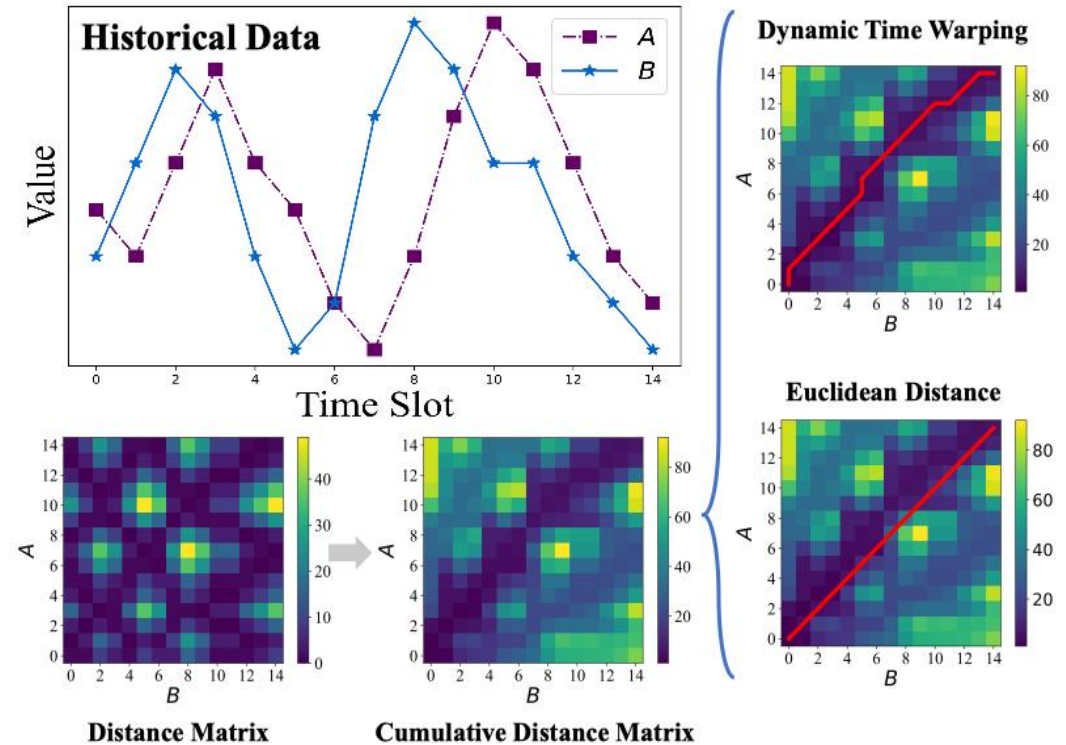 Historical Data
A
B
Value
0 2 4 6 8 10 12 14
Time Slot
14
12
10
8
6
4
2
0
A
0 2 4 6 8 10 12 14
B
40
30
20
10
0
Distance Matrix
14
12
10
8
6
4
2
0
A
0 2 4 6 8 10 12 14
B
80
60
40
20
Cumulative Distance Matrix
Dynamic Time Warping
14
12
10
8
6
4
2
0
A
0 2 4 6 8 10 12 14
B
80
60
40
20
Euclidean Distance
14
12
10
8
6
4
2
0
A
0 2 4 6 8 10 12 14
B
80
60
40
20